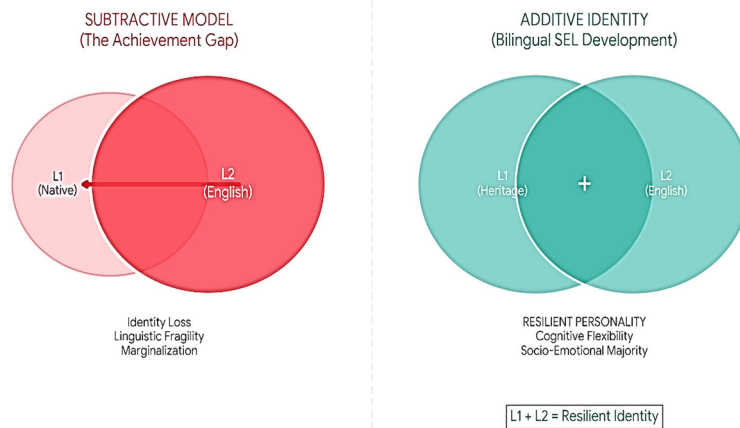 SUBTRACTIVE MODEL
(The Achievement Gap)
L1
(Native)
L2
(English)
Identity Loss
Linguistic Fragility
Marginalization
ADDITIVE IDENTITY
(Bilingual SEL Development)
L1
(Heritage)
+
L2
(English)
RESILIENT PERSONALITY
Cognitive Flexibility
Socio-Emotional Majority
L1 + L2 = Resilient Identity